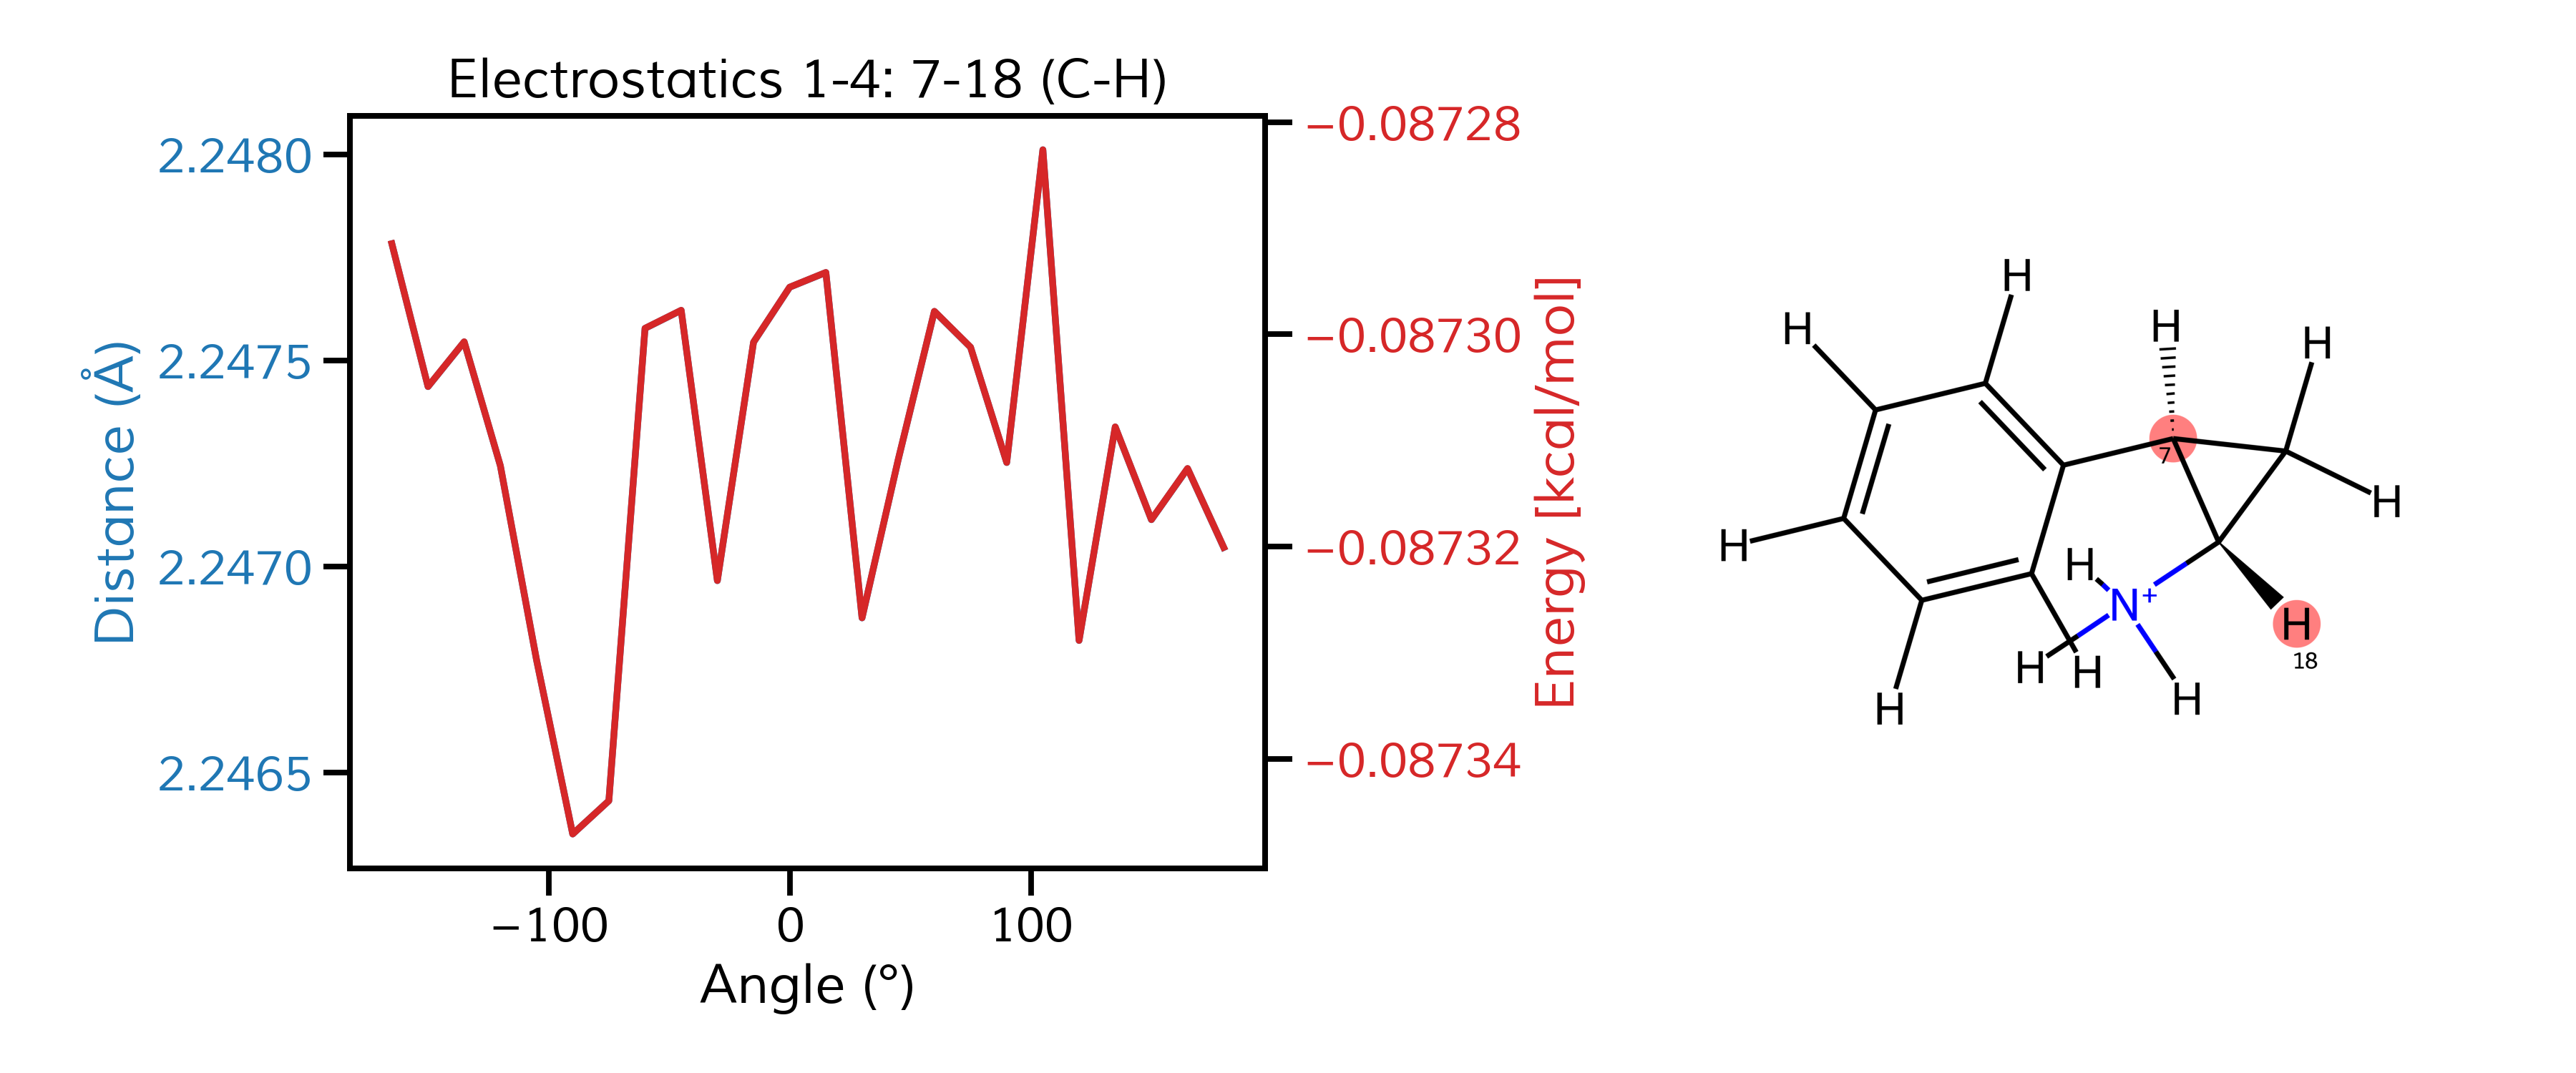 Electrostatics 1-4: 7-18 (C-H)
2.2480
2.2475
2.2470
2.2465
Distance (Å)
−0.08728
−0.08730
−0.08732
−0.08734
Energy [kcal/mol]
−100 0 100
Angle (°)
H
H
H
H
7
H
H
H
N+
H
18
H
H
H
H